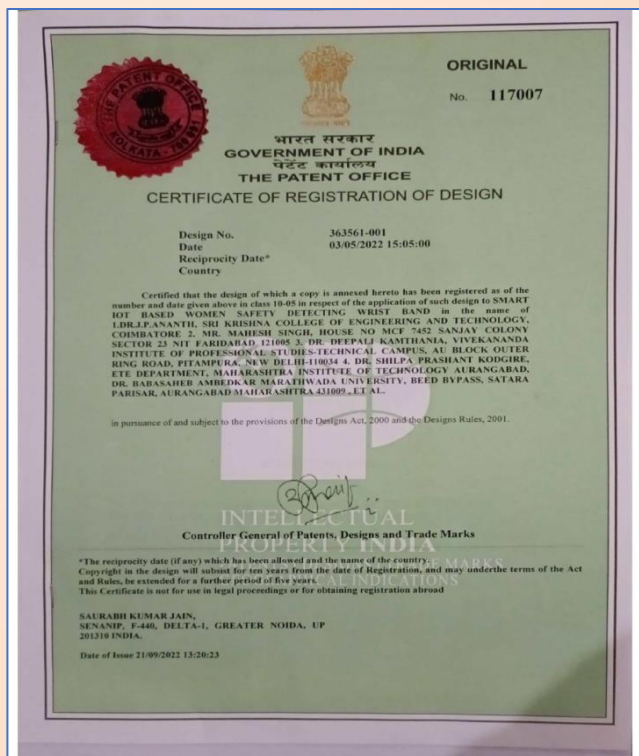 ORIGINAL
No. 117007
THE PATENT OFFICE
KOLKATA - 700 091
भारत सरकार
GOVERNMENT OF INDIA
पेटेंट कार्यालय
THE PATENT OFFICE
CERTIFICATE OF REGISTRATION OF DESIGN
Design No. 363561-001
Date 03/05/2022 15:05:00
Reciprocity Date*
Country
Certified that the design of which a copy is annexed hereto has been registered as of the
number and date given above in class 10-05 in respect of the application of such design to SMART
IOT BASED WOMEN SAFETY DETECTING WRIST BAND in the name of
1.DR.J.P.ANANTH, SRI KRISHNA COLLEGE OF ENGINEERING AND TECHNOLOGY,
COIMBATORE 2. MR. MAHESH SINGH, HOUSE NO MCF 7452 SANJAY COLONY
SECTOR 23 NIT FARIDABAD 121005 3. DR. DEEPALI KAMTHANIA, VIVEKANANDA
INSTITUTE OF PROFESSIONAL STUDIES-TECHNICAL CAMPUS, AU BLOCK OUTER
RING ROAD, PITAMPURA, NEW DELHI-110034 4. DR. SHILPA PRASHANT KODGIRE,
ETE DEPARTMENT, MAHARASHTRA INSTITUTE OF TECHNOLOGY AURANGABAD,
DR. BABASAHEB AMBEDKAR MARATHWADA UNIVERSITY, BEED BYPASS, SATARA
PARISAR, AURANGABAD MAHARASHTRA 431009 , ET AL.
in pursuance of and subject to the provisions of the Designs Act, 2000 and the Designs Rules, 2001.
INTELLECTUAL
Controller General of Patents, Designs and Trade Marks
PROPERTY INDIA
*The reciprocity date (if any) which has been allowed and the name of the country.
Copyright in the design will subsist for ten years from the date of Registration, and may underthe terms of the Act
and Rules, be extended for a further period of five years.
This Certificate is not for use in legal proceedings or for obtaining registration abroad
SAURABH KUMAR JAIN,
SENANIP, F-440, DELTA-1, GREATER NOIDA, UP
201310 INDIA.
Date of Issue 21/09/2022 13:20:23